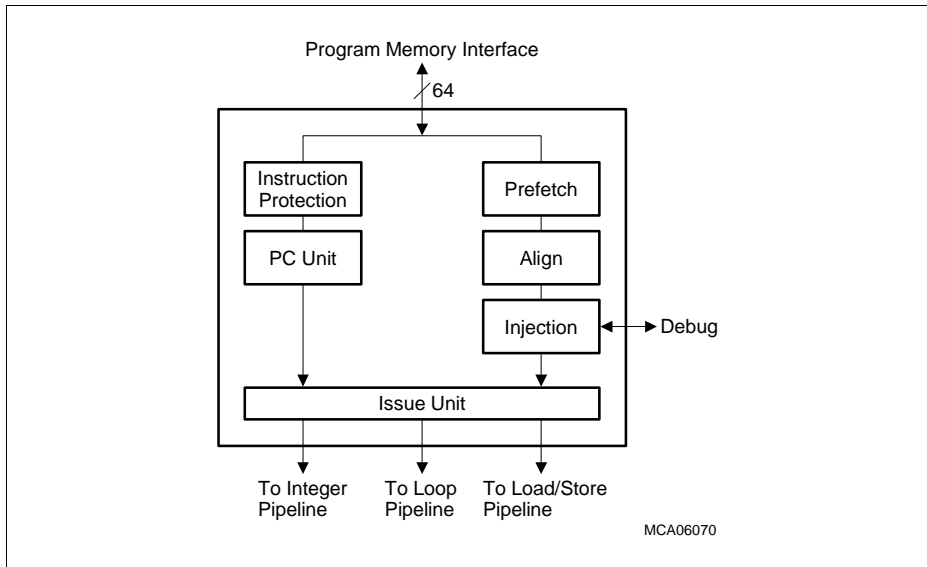 Program Memory Interface
64
Instruction
Protection
Prefetch
PC Unit
Align
Injection
Debug
Issue Unit
To Integer
Pipeline
To Loop
Pipeline
To Load/Store
Pipeline
MCA06070